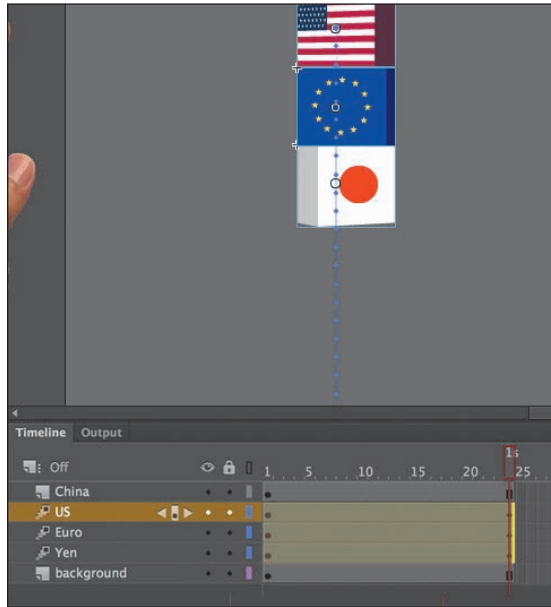 Timeline Output
1s
Off 1 5 10 15 20 25
China
US
Euro
Yen
background